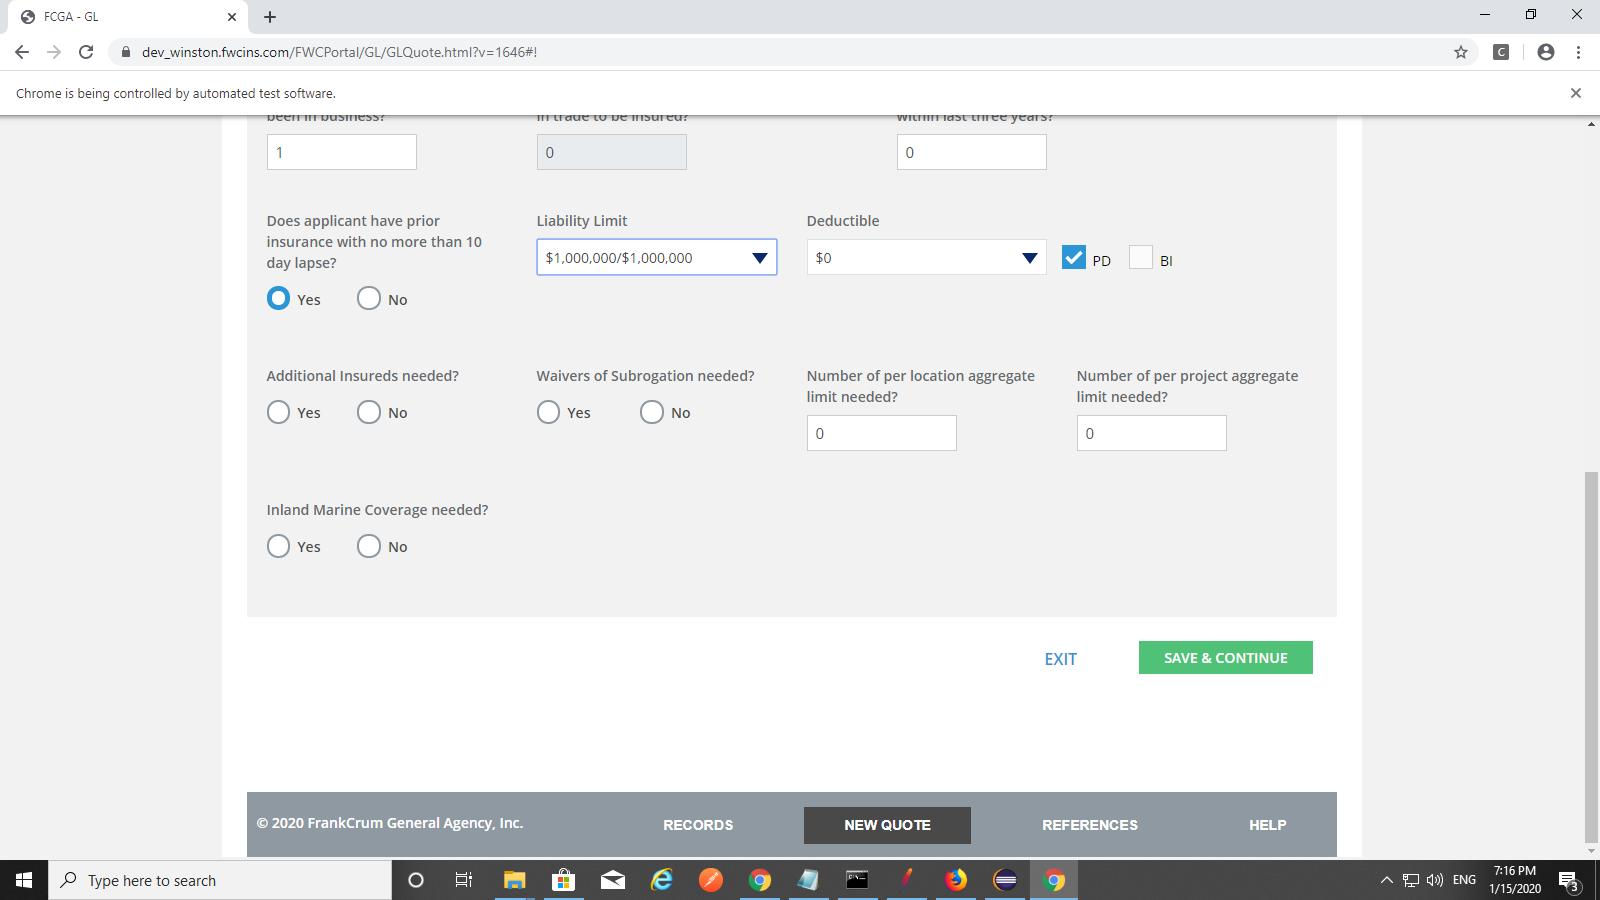 FCGA - GL
dev_winston.fwcins.com/FWCPortal/GL/GLQuote.html?v=1646#!
C
Chrome is being controlled by automated test software.
been in business?
in trade to be insured?
within last three years?
1
0
0
Does applicant have prior
insurance with no more than 10
day lapse?
Liability Limit
Deductible
$1,000,000/$1,000,000
$0
PD
BI
Yes
No
Additional Insureds needed?
Waivers of Subrogation needed?
Number of per location aggregate
limit needed?
Number of per project aggregate
limit needed?
Yes
No
Yes
No
0
0
Inland Marine Coverage needed?
Yes
No
EXIT
SAVE & CONTINUE
© 2020 FrankCrum General Agency, Inc.
RECORDS
NEW QUOTE
REFERENCES
HELP
Type here to search
ENG
7:16 PM
1/15/2020
3